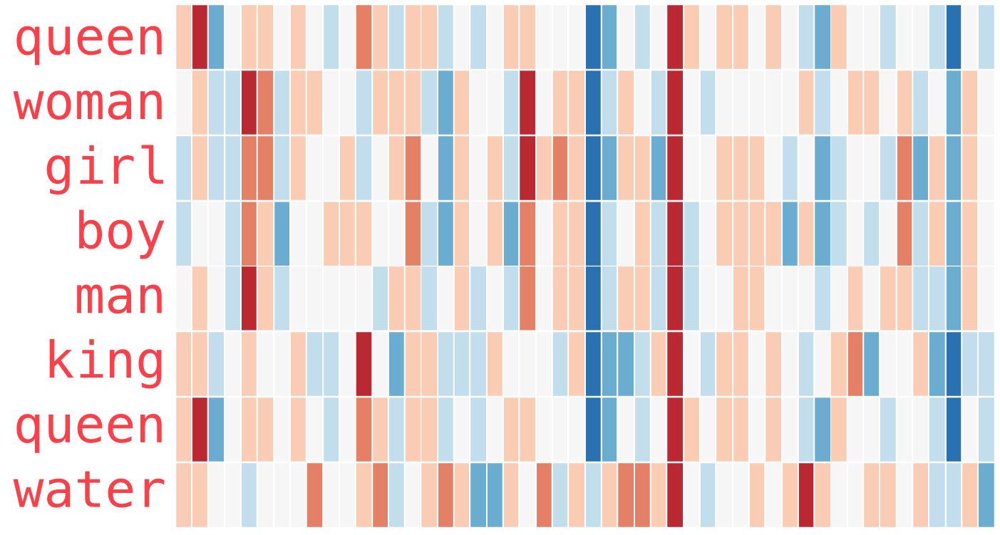 queen
woman
girl
boy
man
king
queen
water